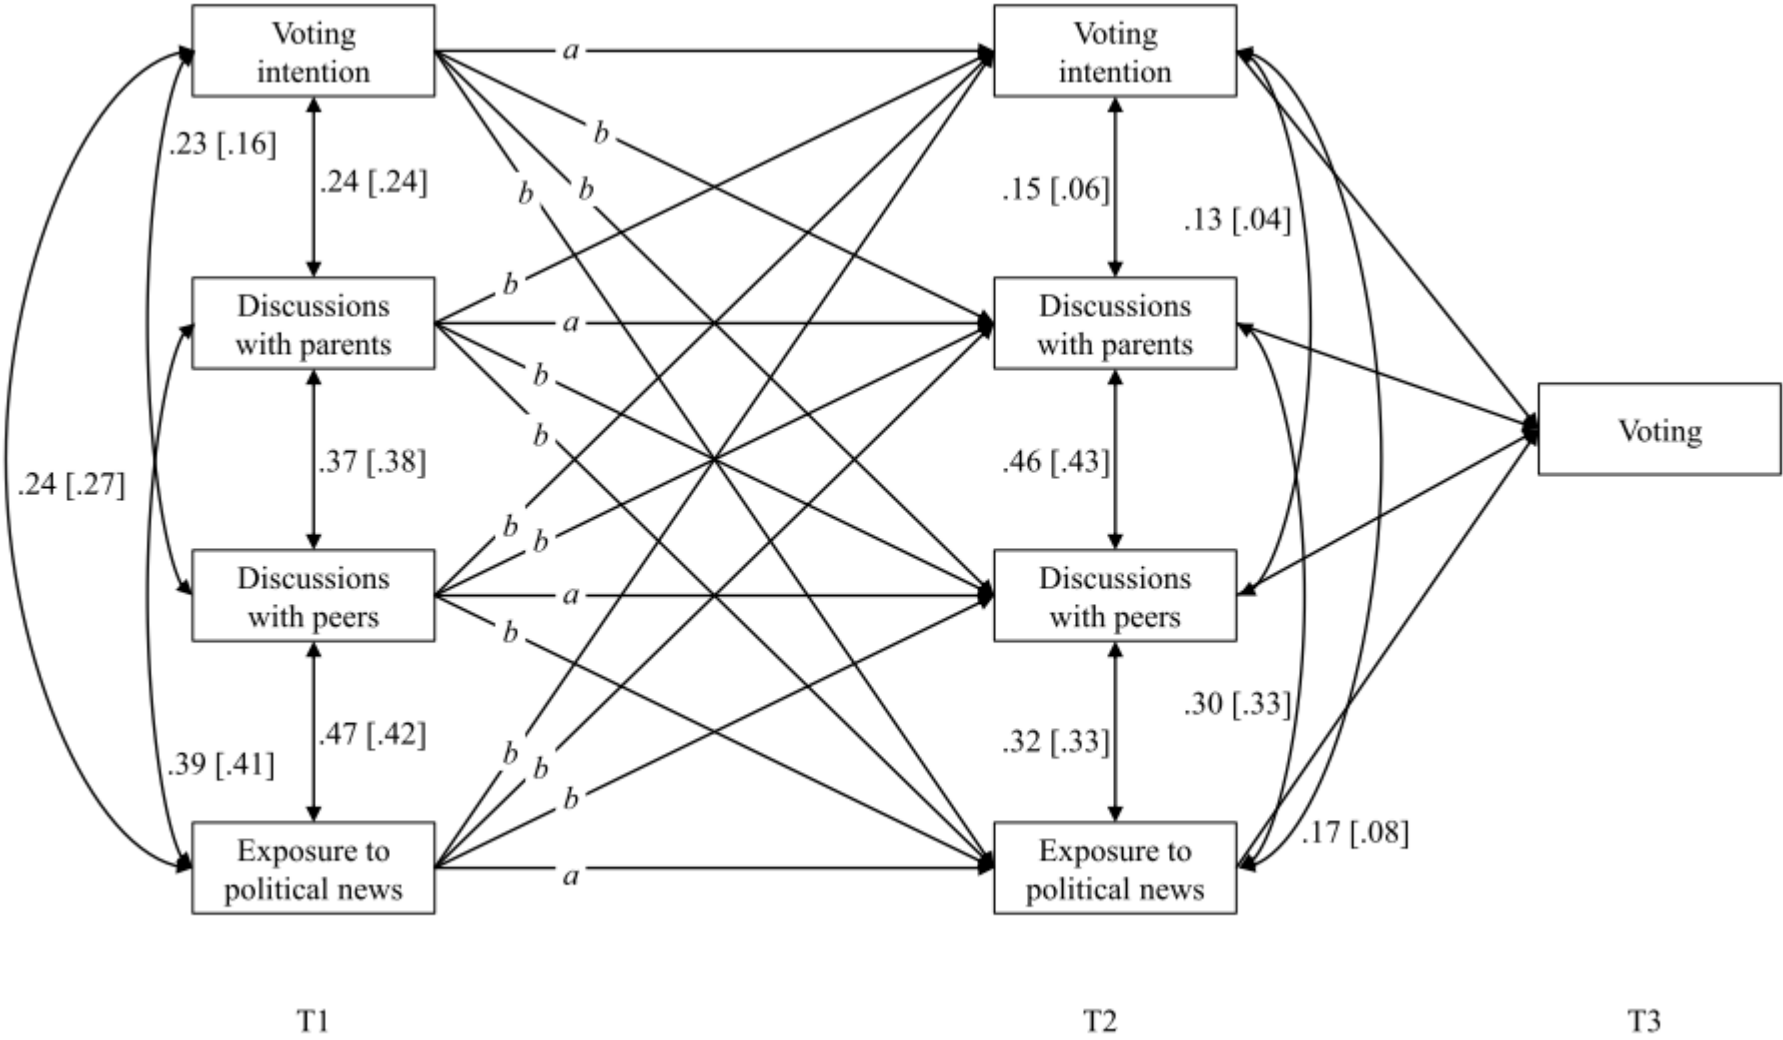 Voting
intention
Voting
intention
a
b
b
b
.23 [.16]
.24 [.24]
.15 [.06]
.13 [.04]
b
Discussions
with parents
a
Discussions
with parents
b
b
Voting
.37 [.38]
.46 [.43]
.24 [.27]
b
b
Discussions
with peers
a
Discussions
with peers
b
.30 [.33]
.47 [.42]
.32 [.33]
.39 [.41]
b
b
b
.17 [.08]
Exposure to
political news
a
Exposure to
political news
T1
T2
T3